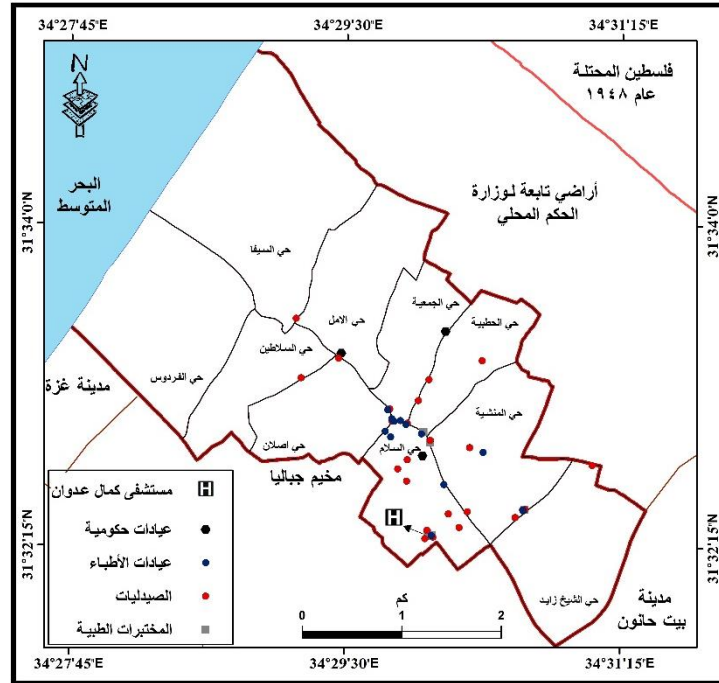 34°27'45"E
34°29'30"E
31°11'15"E
N
فلسطين المحتلة
عام ١٩٤٨
البحر
المتوسط
أراضي تابعة لوزارة
الحكم المحلي
31°34'0"N
31°34'0"N
حي السيفا
حي الجمعية
حي الامل
حي الحطبية
حي السلاطين
مدينة غزة
حي الفردوس
حي المنشية
حي اصلان
حي السلام
مخيم جباليا
مستشفى كمال عدوان
H
H
عيادات حكومية
عيادات الأطباء
الصيدليات
المختبرات الطبية
31°32'15"N
31°32'15"N
حي الشيخ زايد
مدينة
بيت حانون
كم
0
1
2
34°27'45"E
34°29'30"E
34°31'15"E